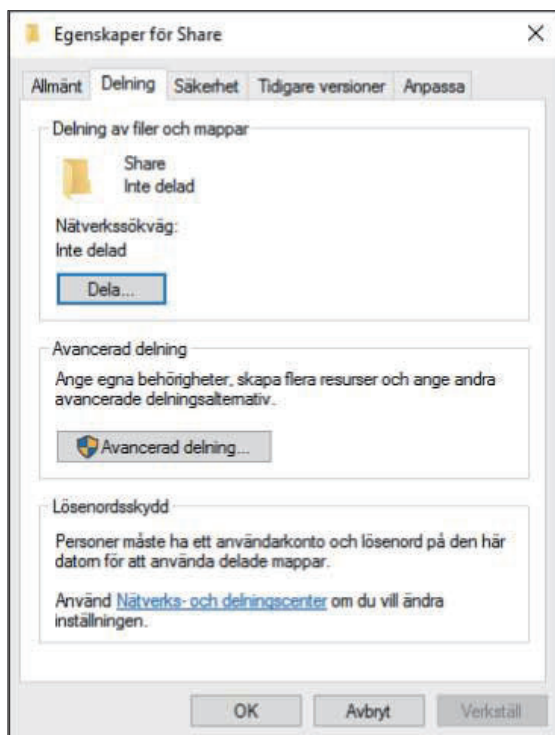 Egenskaper för Share
Allmänt Delning Säkerhet Tidigare versioner Anpassa
Delning av filer och mappar
Share
Inte delad
Nätverkssökväg:
Inte delad
Dela...
Avancerad delning
Ange egna behörigheter, skapa flera resurser och ange andra
avancerade delningsalternativ.
Avancerad delning...
Lösenordsskydd
Personer måste ha ett användarkonto och lösenord på den här
datorn för att använda delade mappar.
Använd Nätverks- och delningscenter om du vill ändra
inställningen.
OK Avbryt Verkställ